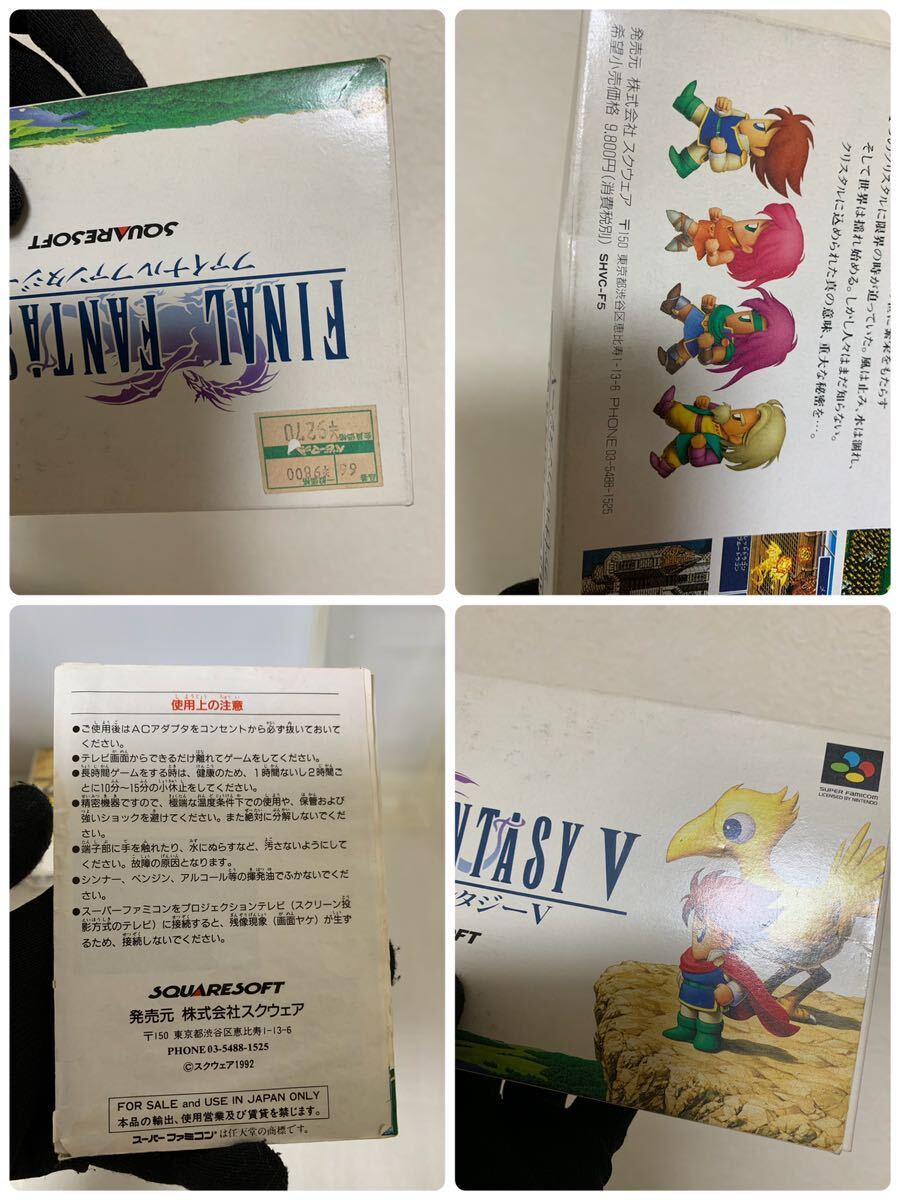 SQUARESOFT
ファイナルファンタジー
FINAL FANTAS
会員価格
¥9270
品番 一般価格
66 ¥9800
発売元 株式会社 スクウェア 〒150 東京都渋谷区恵比寿1-13-6 PHONE03-5488-1525
希望小売価格 9,800円(消費税別) SHVC-F5
繁栄をもたらす
クリスタルに限界の時が迫っていた。風は止み、水は涸れ、
そして世界は揺れ始める。しかし人々はまだ知らない。
クリスタルに込められた真の意味、重大な秘密を…。
使用上の注意
●ご使用後はACアダプタをコンセントから必ず抜いておいて
ください。
●テレビ画面からできるだけ離れてゲームをしてください。
●長時間ゲームをする時は、健康のため、1時間ないし2時間ご
とに10分〜15分の小休止をしてください。
●精密機器ですので、極端な温度条件下での使用や、保管および
強いショックを避けてください。また絶対に分解しないでくだ
さい。
●端子部に手を触れたり、水にぬらすなど、汚さないようにして
ください。故障の原因となります。
●シンナー、ベンジン、アルコール等の揮発油でふかないでくだ
さい。
●スーパーファミコンをプロジェクションテレビ(スクリーン投
影方式のテレビ)に接続すると、残像現象(画面ヤケ)が生ず
るため、接続しないでください。
SQUARESOFT
発売元 株式会社スクウェア
〒150 東京都渋谷区恵比寿1-13-6
PHONE 03-5488-1525
©スクウェア1992
FOR SALE and USE IN JAPAN ONLY
本品の輸出、使用営業及び賃貸を禁じます。
スーパーファミコンは任天堂の商標です。
SUPER FAMICOM
LICENSED BY NINTENDO
NTASY V
タジーV
FT